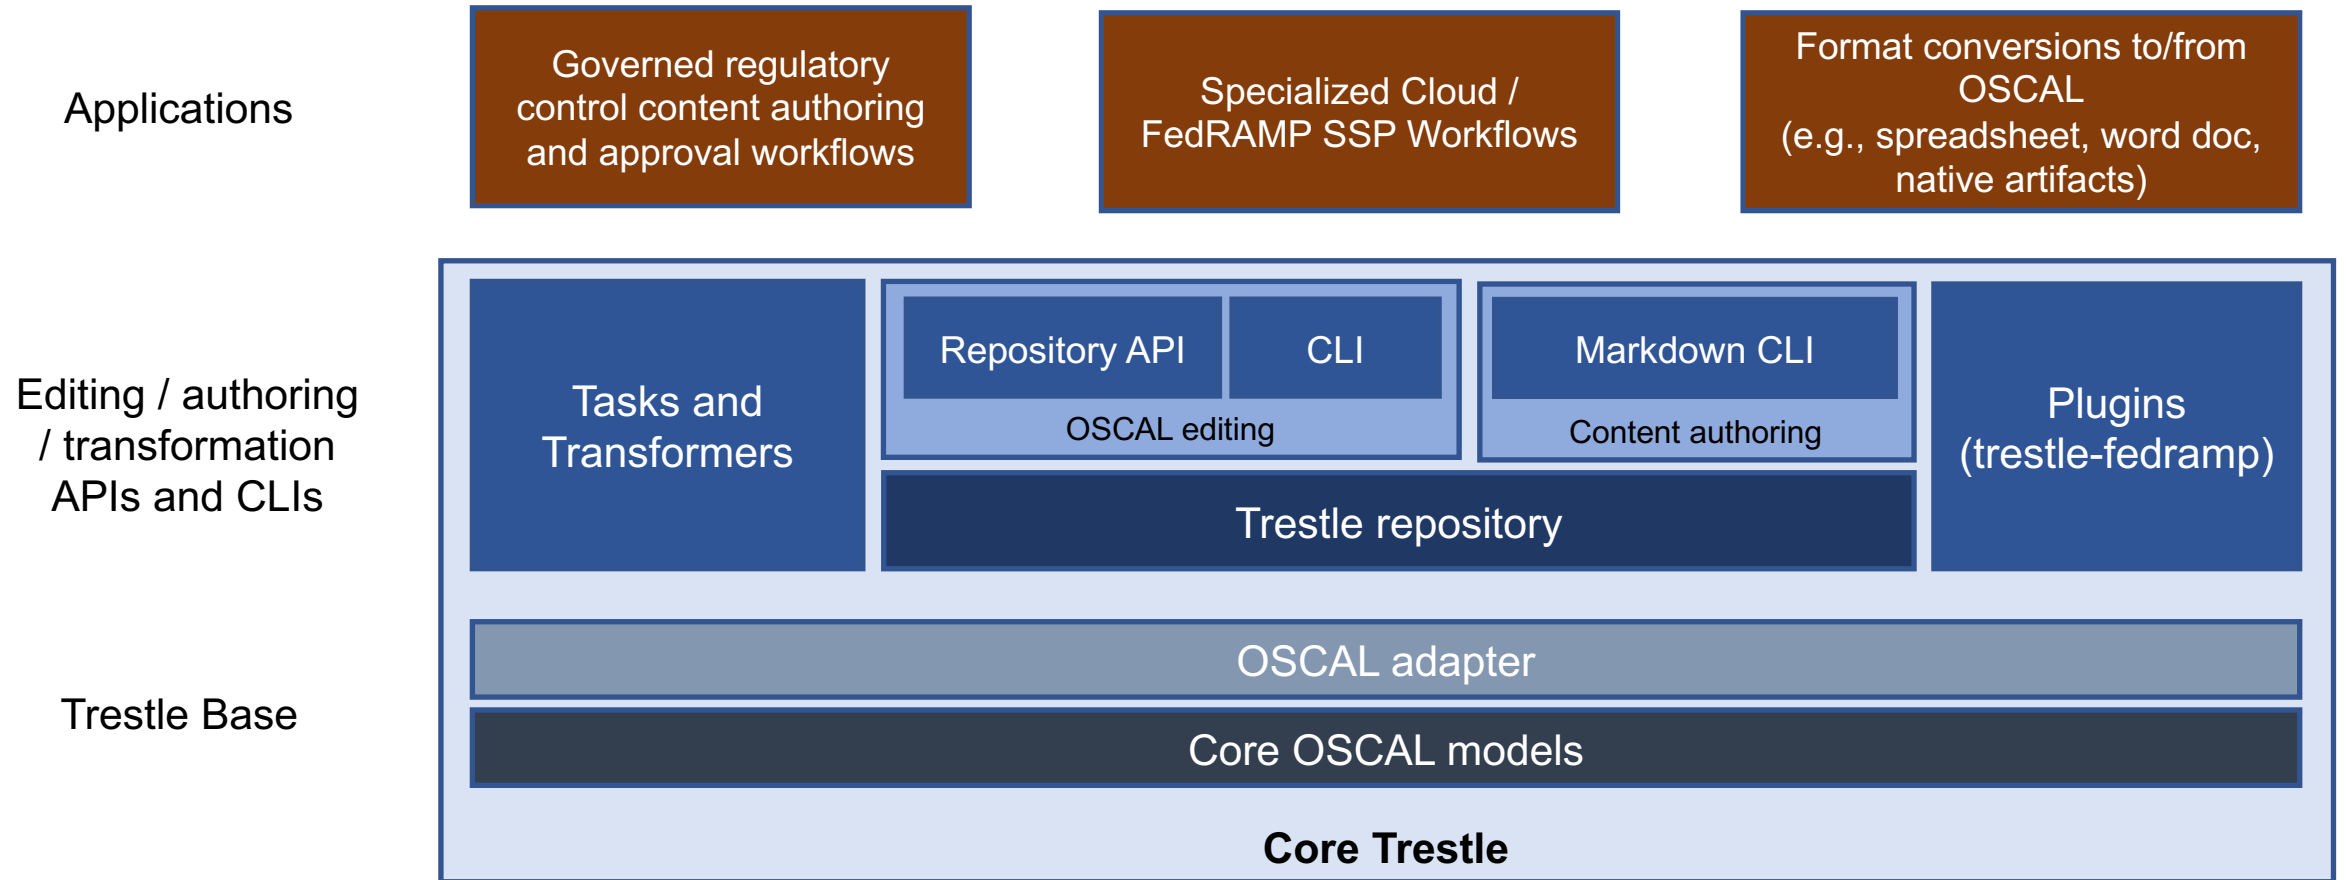 Applications
Governed regulatory
control content authoring
and approval workflows
Specialized Cloud /
FedRAMP SSP Workflows
Format conversions to/from
OSCAL
(e.g., spreadsheet, word doc,
native artifacts)
Editing / authoring
/ transformation
APIs and CLIs
Tasks and
Transformers
Repository API
CLI
OSCAL editing
Markdown CLI
Content authoring
Trestle repository
Plugins
(trestle-fedramp)
Trestle Base
OSCAL adapter
Core OSCAL models
Core Trestle